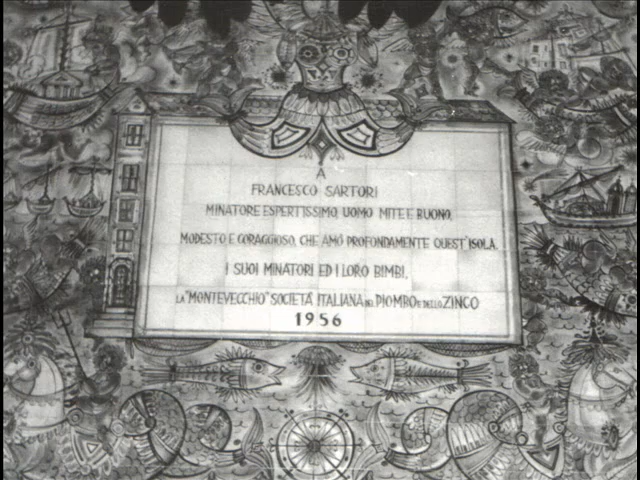 A
FRANCESCO SARTORI
MINATORE ESPERTISSIMO, UOMO MITE E BUONO,
MODESTO E CORAGGIOSO, CHE AMÒ PROFONDAMENTE QUEST'ISOLA.
I SUOI MINATORI ED I LORO BIMBI,
LA "MONTEVECCHIO" SOCIETÀ ITALIANA DEL PIOMBO E DELLO ZINCO
1956